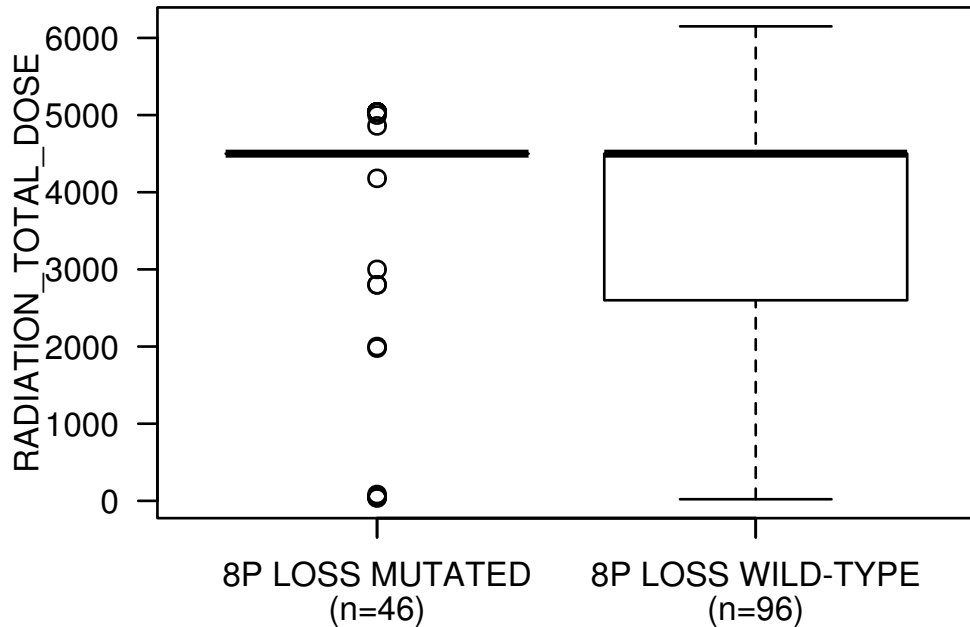 RADIATION_TOTAL_DOSE
6000
5000
4000
3000
2000
1000
0
8P LOSS MUTATED
(n=46)
8P LOSS WILD-TYPE
(n=96)